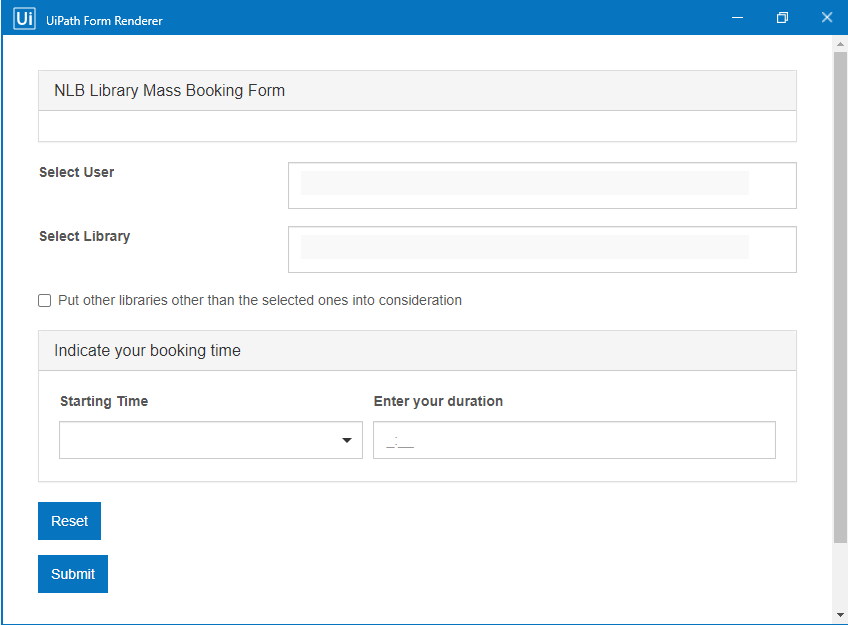 Ui UiPath Form Renderer
NLB Library Mass Booking Form
Select User
Select Library
Put other libraries other than the selected ones into consideration
Indicate your booking time
Starting Time Enter your duration
_:__
Reset
Submit